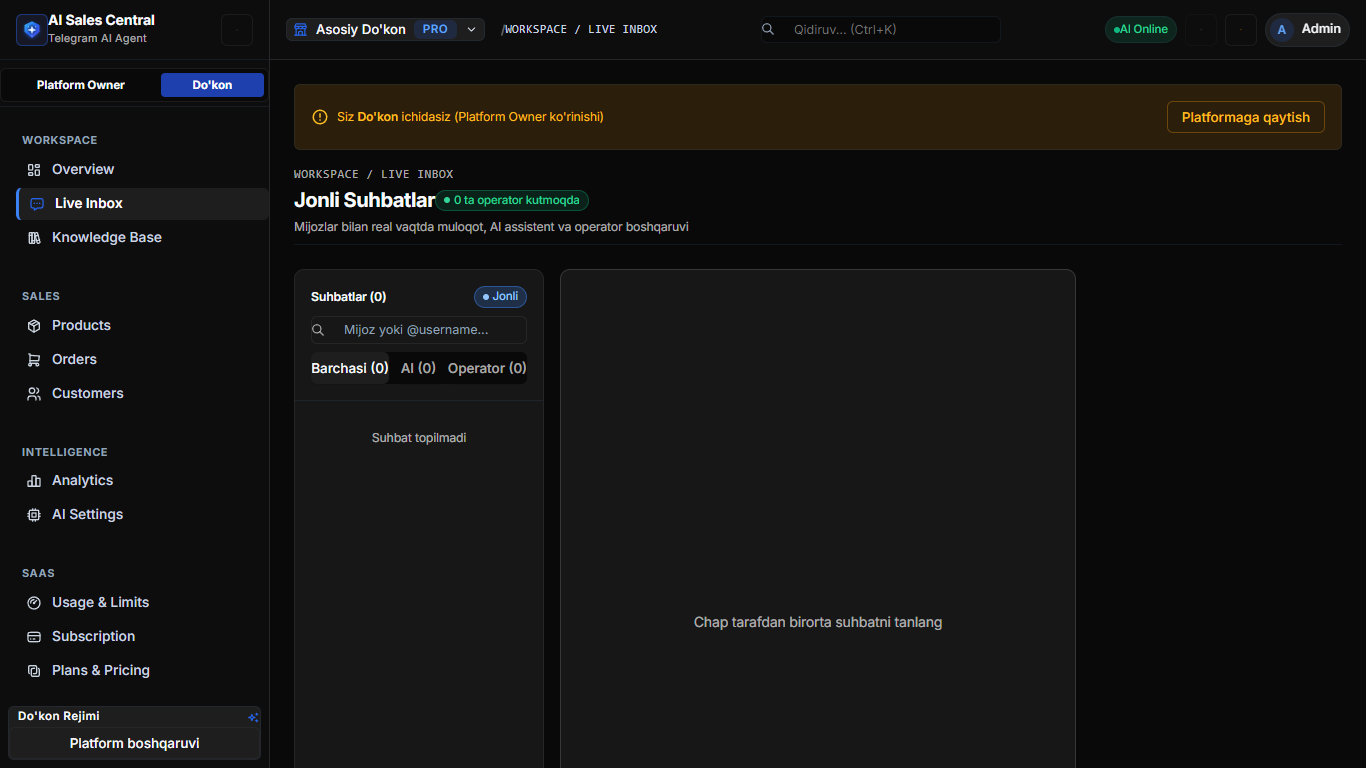 AI Sales Central
Telegram AI Agent
Platform Owner
Do'kon
WORKSPACE
Overview
Live Inbox
Knowledge Base
SALES
Products
Orders
Customers
INTELLIGENCE
Analytics
AI Settings
SAAS
Usage & Limits
Subscription
Plans & Pricing
Do'kon Rejimi
Platform boshqaruvi
Asosiy Do'kon PRO
/WORKSPACE / LIVE INBOX
Qidiruv... (Ctrl+K)
AI Online
A Admin
Siz Do'kon ichidasiz (Platform Owner ko'rinishi)
Platformaga qaytish
WORKSPACE / LIVE INBOX
Jonli Suhbatlar
0 ta operator kutmoqda
Mijozlar bilan real vaqtda muloqot, AI assistent va operator boshqaruvi
Suhbatlar (0)
Jonli
Mijoz yoki @username...
Barchasi (0) AI (0) Operator (0)
Suhbat topilmadi
Chap tarafdan birorta suhbatni tanlang